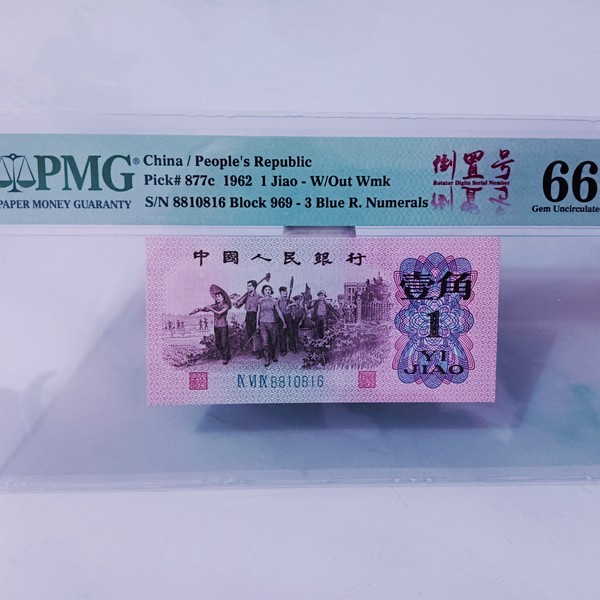 PMG®
PAPER MONEY GUARANTY
China / People's Republic
Pick# 877c 1962 1 Jiao - W/Out Wmk
S/N 8810816 Block 969 - 3 Blue R. Numerals
倒置号
Rotator Digits Serial Number
66
Gem Uncirculate
中國人民銀行
壹角
1
YI
JIAO
Ⅸ Ⅵ Ⅸ 8810816